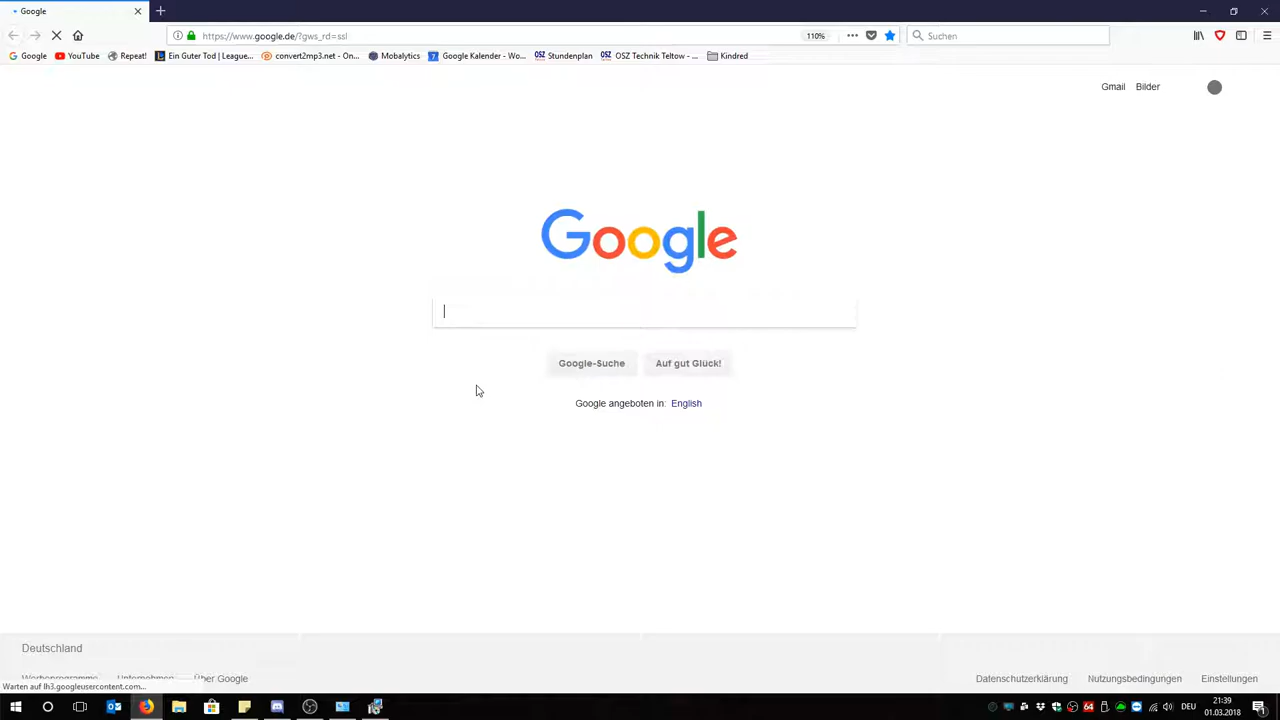 Google
https://www.google.de/?gws_rd=ssl
110%
Suchen
Google YouTube Repeat! Ein Guter Tod | League... convert2mp3.net - On... Mobalytics Google Kalender - Wo... Stundenplan OSZ Technik Teltow - ... Kindred
Gmail Bilder
Google
Google-Suche Auf gut Glück!
Google angeboten in: English
Deutschland
Werbeprogramme Unternehmen Über Google Datenschutzerklärung Nutzungsbedingungen Einstellungen
Warten auf lh3.googleusercontent.com...
64 DEU 21:39
01.03.2018